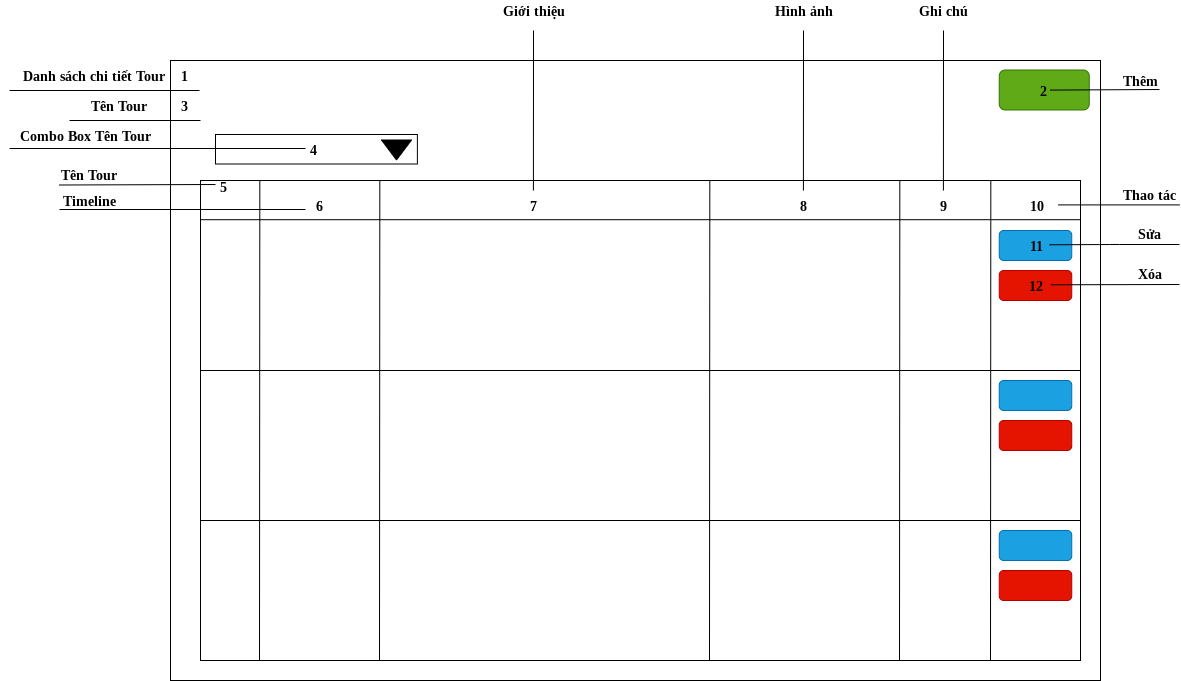 Giới thiệu
Hình ảnh
Ghi chú
Danh sách chi tiết Tour
1
2
Thêm
Tên Tour
3
Combo Box Tên Tour
4
Tên Tour
5
Timeline
6
7
8
9
10
Thao tác
11
Sửa
12
Xóa